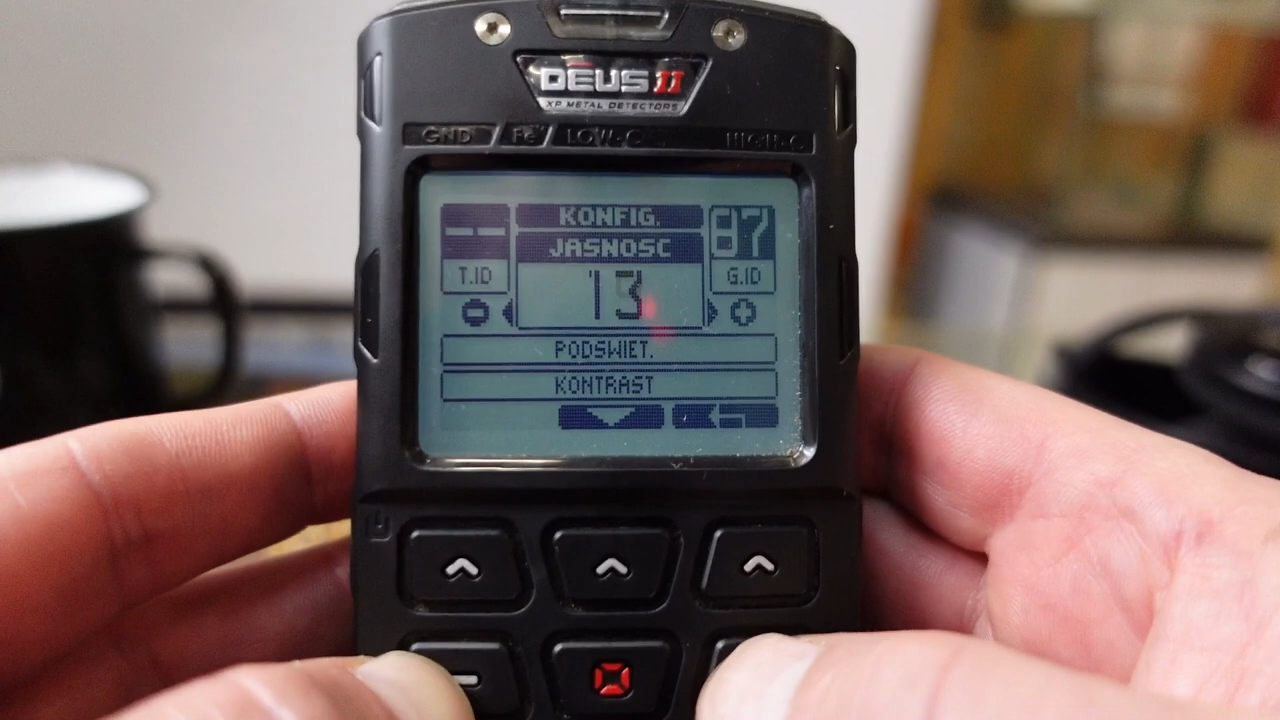 DEUS II
XP METAL DETECTORS
GND Fe LOW-C HIGH-C
KONFIG.
-- JASNOSC 87
T.ID 13 G.ID
PODSWIET.
KONTRAST